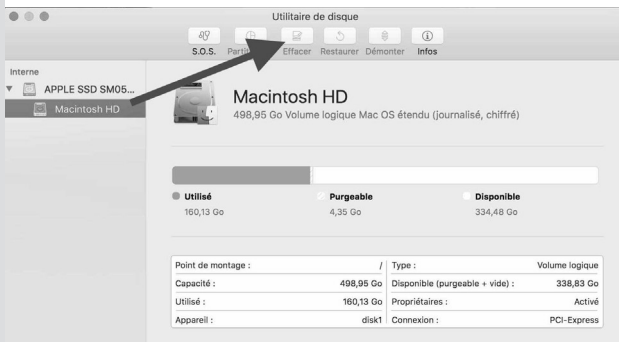 Utilitaire de disque
S.O.S. Effacer Restaurer Démonter Infos
Interne
APPLE SSD SM05...
Macintosh HD
Macintosh HD
498,95 Go Volume logique Mac OS étendu (journalisé, chiffré)
Utilisé Purgeable Disponible
160,13 Go 4,35 Go 334,48 Go
Point de montage : / Type : Volume logique
Capacité : 498,95 Go Disponible (purgeable + vide) : 338,83 Go
Utilisé : 160,13 Go Propriétaires : Activé
Appareil : disk1 Connexion : PCI-Express